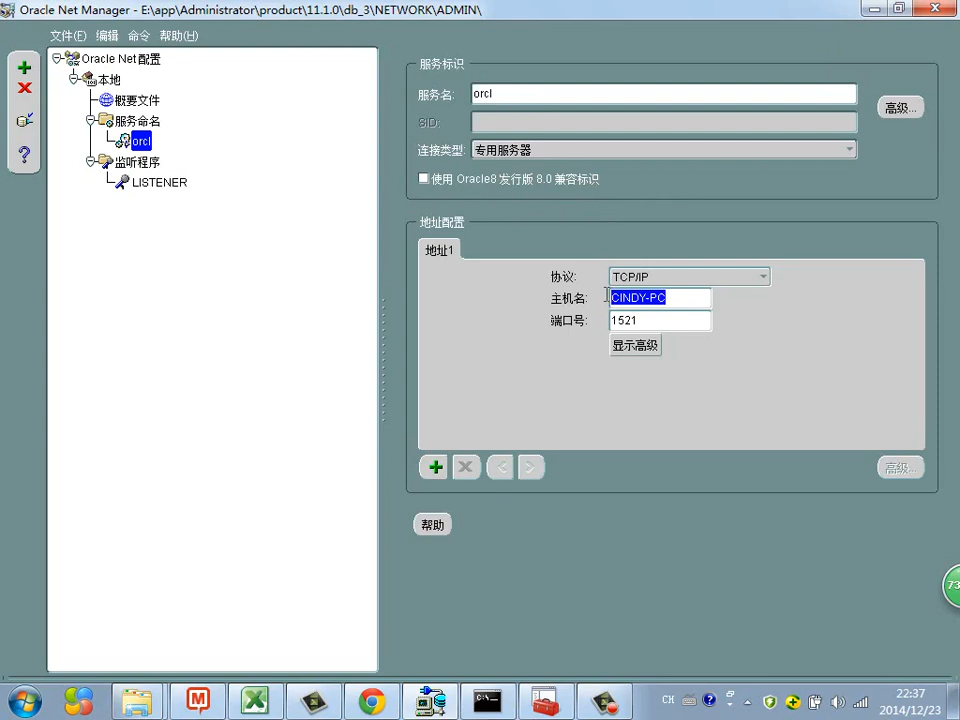 Oracle Net Manager - E:\app\Administrator\product\11.1.0\db_3\NETWORK\ADMIN\
文件(F) 编辑 命令 帮助(H)
Oracle Net 配置
本地
概要文件
服务命名
orcl
监听程序
LISTENER
服务标识
服务名: orcl
高级...
SID:
连接类型: 专用服务器
使用 Oracle8 发行版 8.0 兼容标识
地址配置
地址1
协议: TCP/IP
主机名: CINDY-PC
端口号: 1521
显示高级
高级...
帮助
73
CH
22:37
2014/12/23